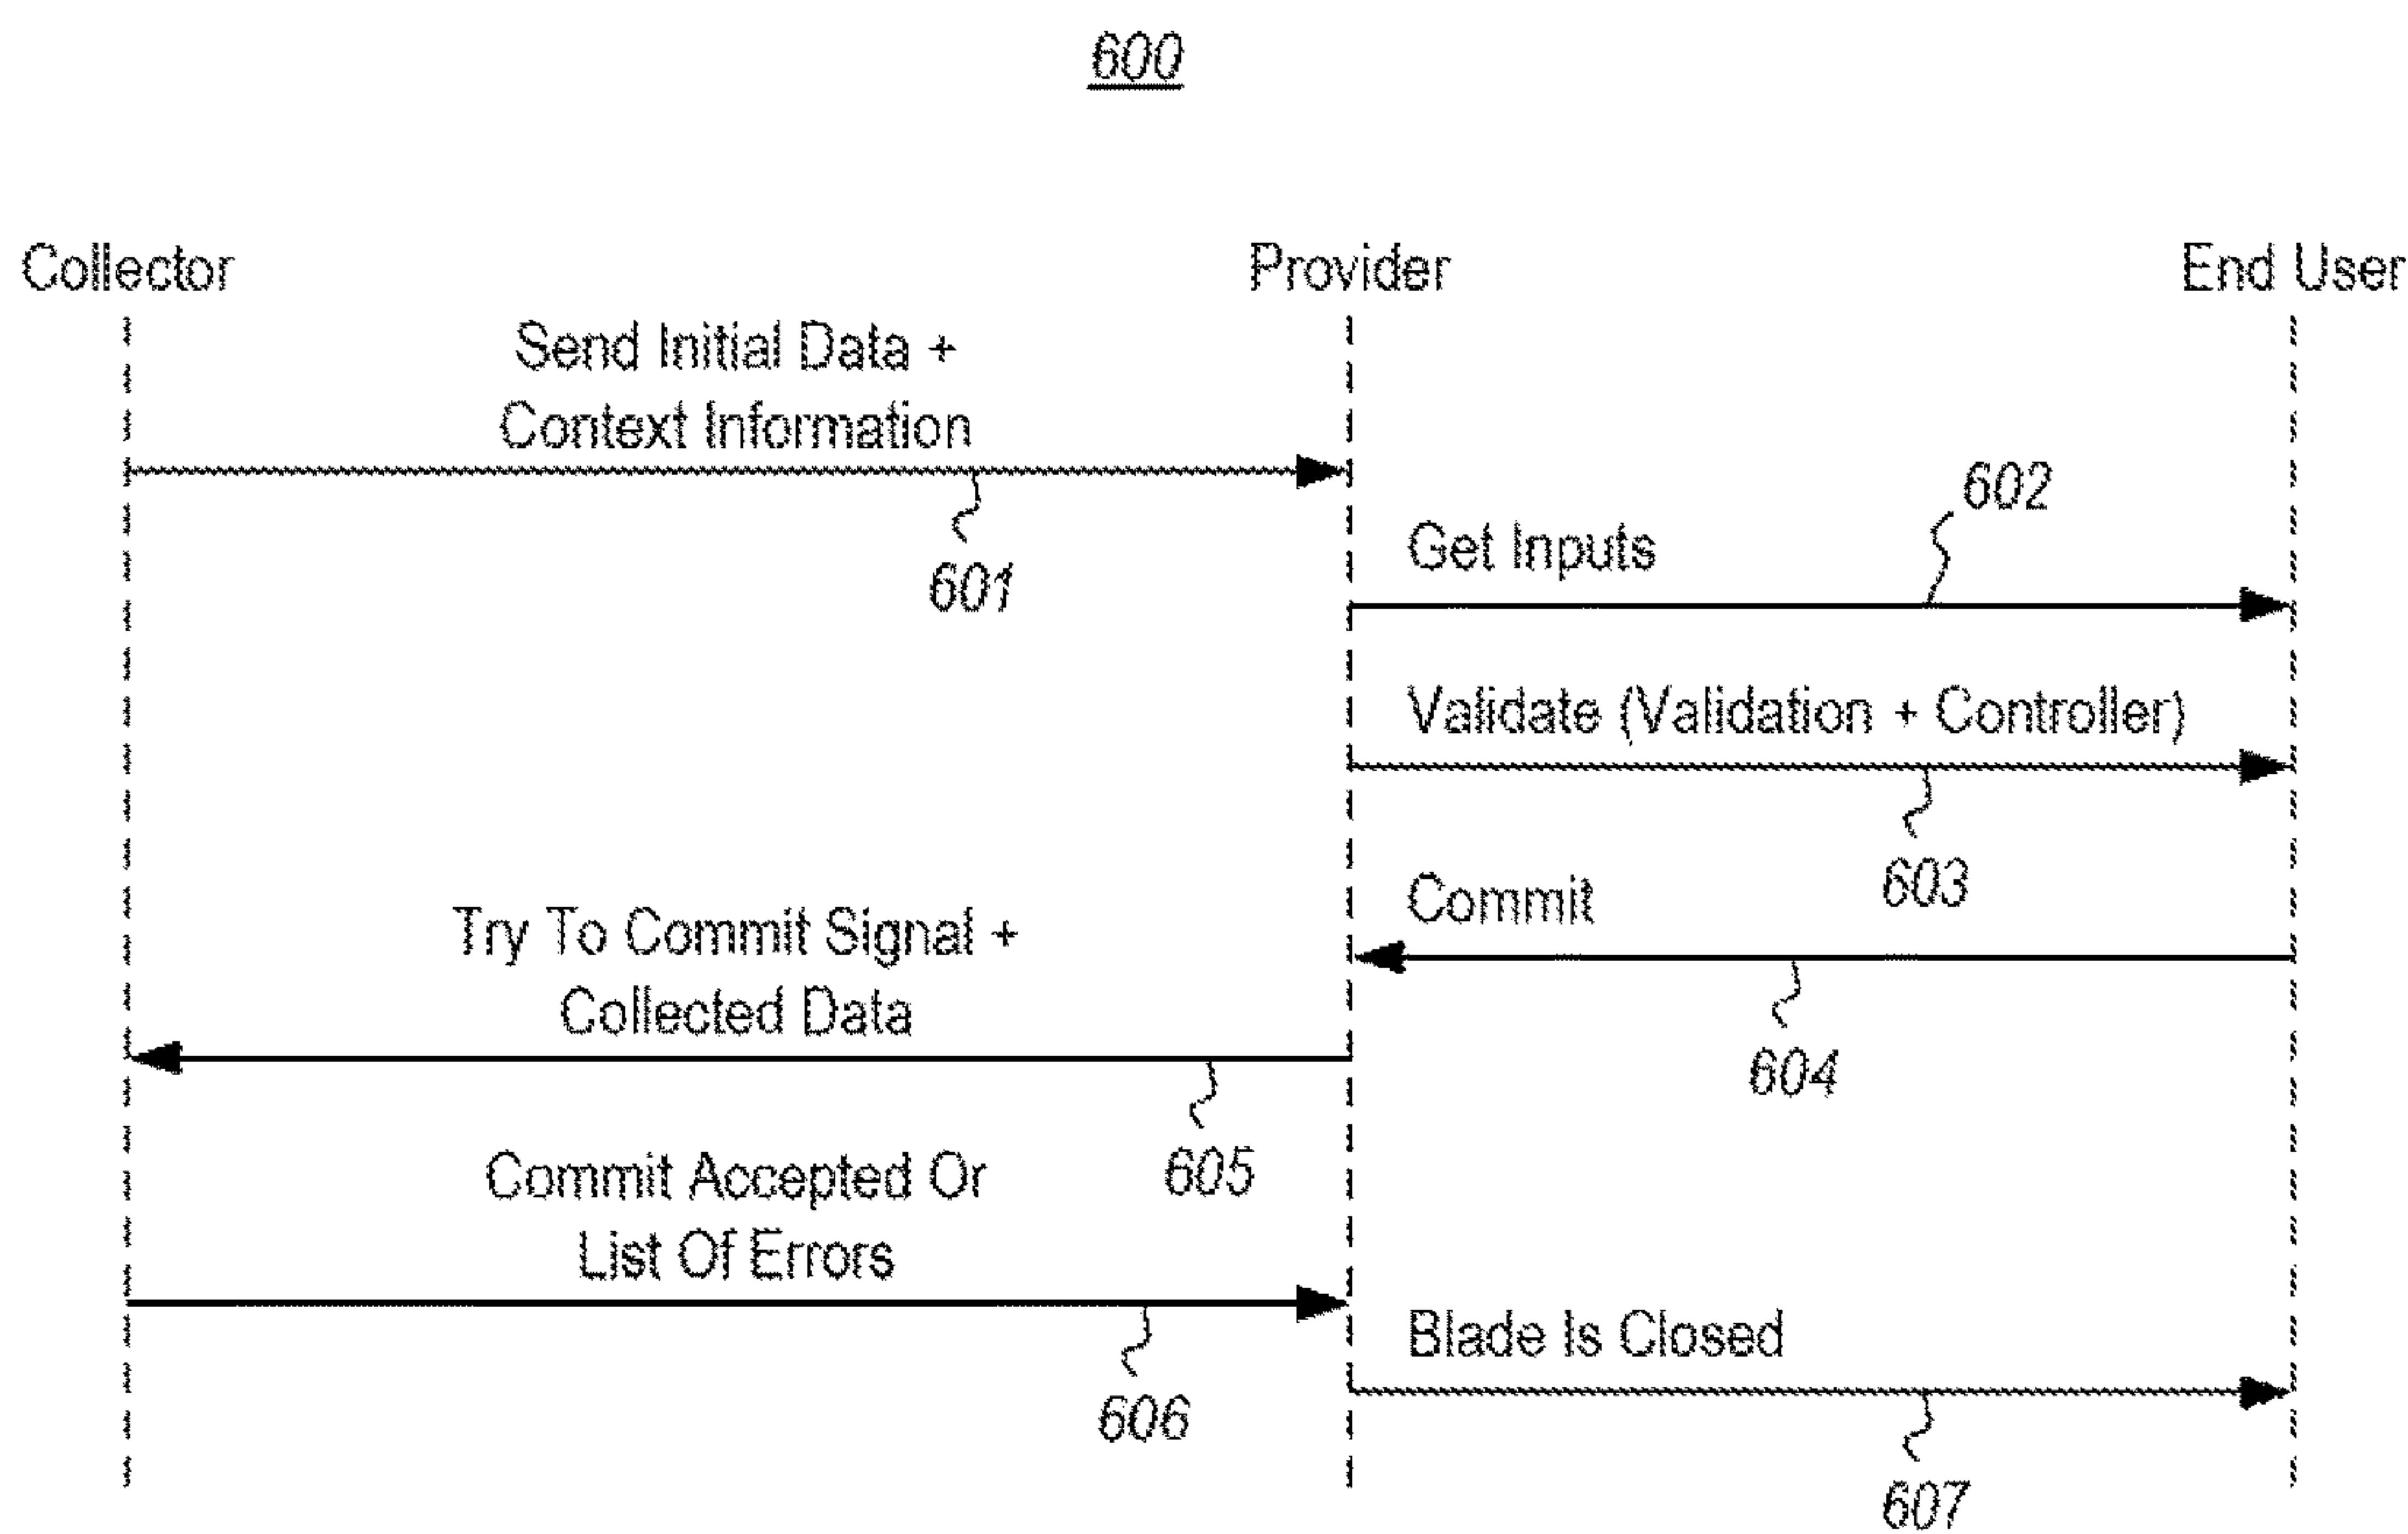 600
Collector
Provider
End User
Send Initial Data +
Context Information
601
602
Get Inputs
Validate (Validation + Controller)
603
Commit
604
Try To Commit Signal +
Collected Data
605
Commit Accepted Or
List Of Errors
606
Blade Is Closed
607